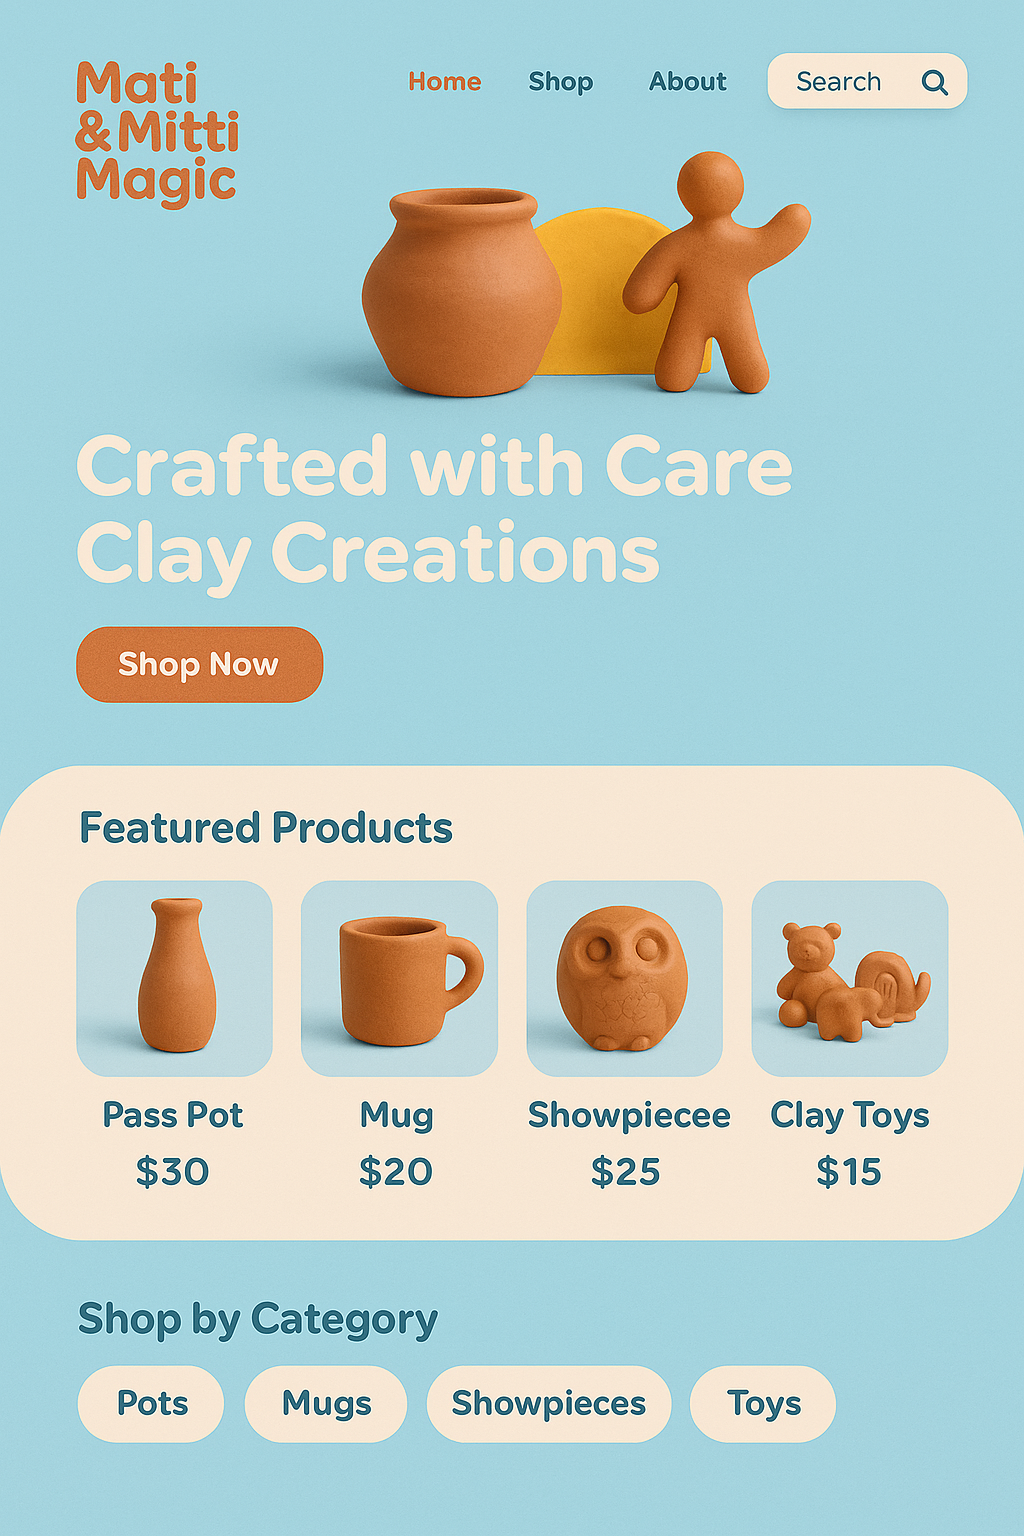 Mati
& Mitti
Magic
Home
Shop
About
Search
Crafted with Care
Clay Creations
Shop Now
Featured Products
Pass Pot
$30
Mug
$20
Showpiecee
$25
Clay Toys
$15
Shop by Category
Pots
Mugs
Showpieces
Toys